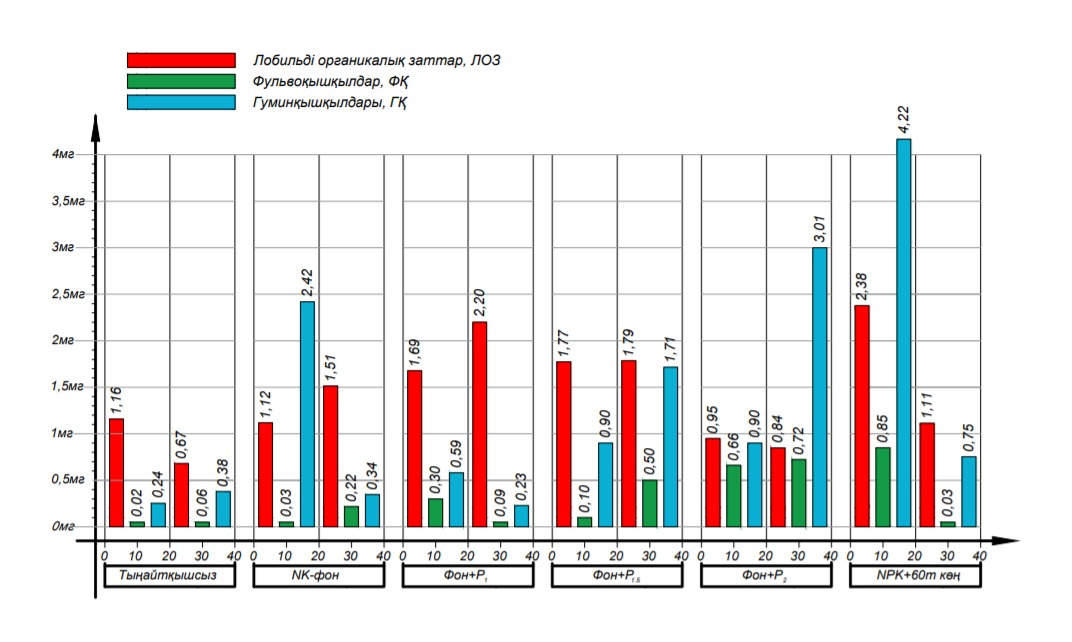 Лобильді органикалық заттар, ЛОЗ
Фульвоқышқылдар, ФҚ
Гуминқышқылдары, ГҚ
4мг
3,5мг
3мг
2,5мг
2мг
1,5мг
1мг
0,5мг
0мг
1,16 0,02 0,24 0,67 0,06 0,38
1,12 0,03 2,42 1,51 0,22 0,34
1,69 0,30 0,59 2,20 0,09 0,23
1,77 0,10 0,90 1,79 0,50 1,71
0,95 0,66 0,90 0,84 0,72 3,01
2,38 0,85 4,22 1,11 0,03 0,75
0 10 20 30 40 0 10 20 30 40 0 10 20 30 40 0 10 20 30 40 0 10 20 30 40 0 10 20 30 40
Тыңайтқышсыз NK-фон Фон+P₁ Фон+P₁.₅ Фон+P₂ NPK+60т көң